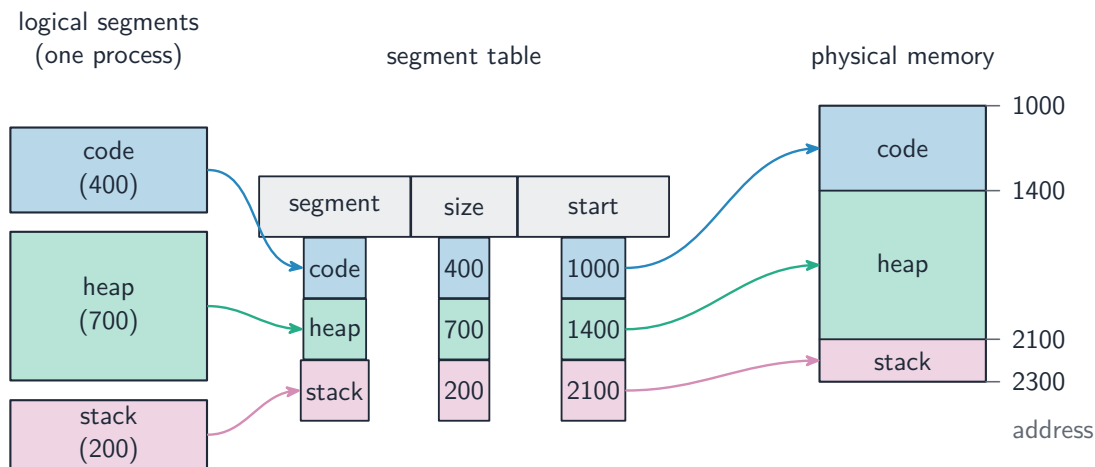 logical segments
(one process)
segment table
physical memory
code
(400)
heap
(700)
stack
(200)
segment size start
code 400 1000
heap 700 1400
stack 200 2100
code
heap
stack
1000
1400
2100
2300
address